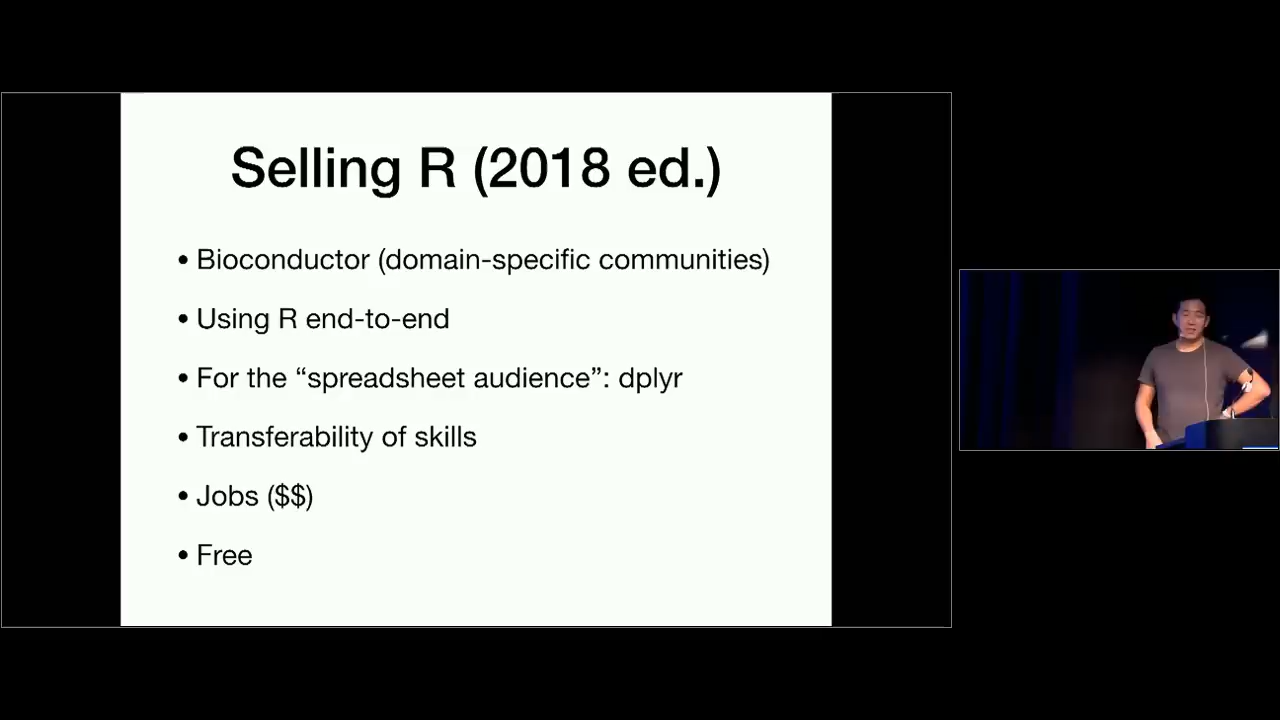 Selling R (2018 ed.)
• Bioconductor (domain-specific communities)
• Using R end-to-end
• For the “spreadsheet audience”: dplyr
• Transferability of skills
• Jobs ($$)
• Free